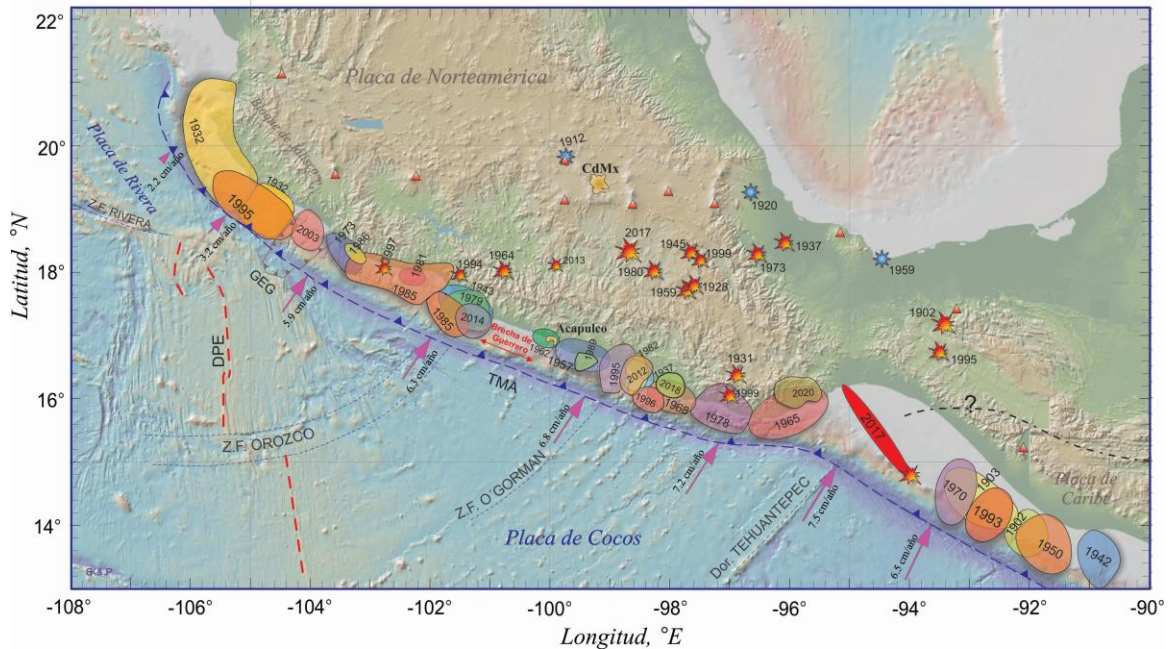 22°
20°
18°
16°
14°
Latitud, °N
-108°
-106°
-104°
-102°
-100°
-98°
-96°
-94°
-92°
-90°
Longitud, °E
Placa de Norteamérica
Bloque de Jalisco
Placa de Rivera
2.2 cm/año
Z.F. RIVERA
3.2 cm/año
1932
1932
1995
2003
1973
1986
1997
1981
1985
1994
1943
1979
1985
2014
1964
2013
1912
CdMx
1920
2017
1980
1945
1999
1959
1928
1973
1937
1959
1902
1995
Brecha de
Guerrero
Acapulco
1962
1957
1989
1982
1995
2012
1937
2018
1996
1968
1931
1999
1978
2020
1965
2017
?
1970
1903
1993
1902
1950
1942
Placa de
Caribe
GEG
5.9 cm/año
DPE
6.3 cm/año
TMA
Z.F. OROZCO
6.8 cm/año
Z.F. O'GORMAN
7.2 cm/año
Placa de Cocos
Dor. TEHUANTEPEC
7.5 cm/año
6.5 cm/año